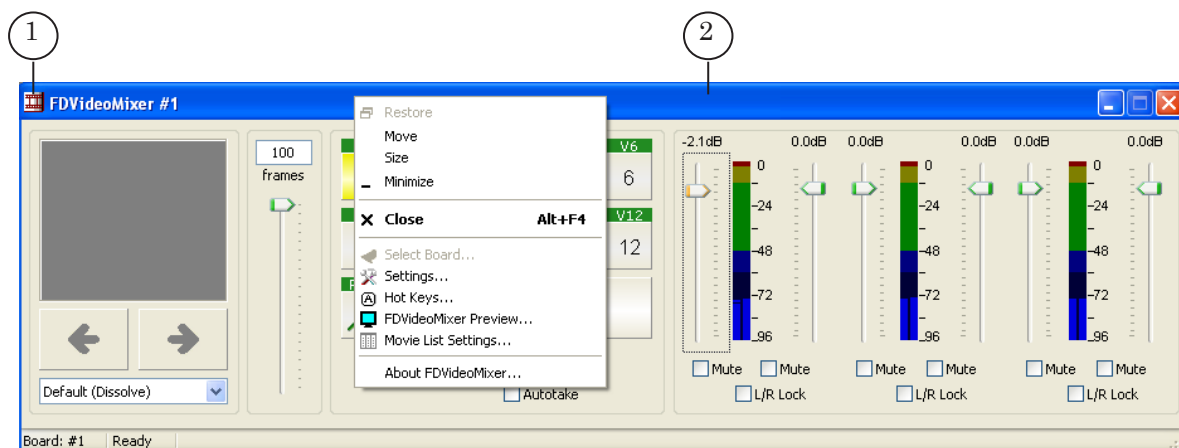 1
2
FDVideoMixer #1
100
frames
Default (Dissolve)
Restore
Move
Size
Minimize
Close Alt+F4
Select Board...
Settings...
Hot Keys...
FDVideoMixer Preview...
Movie List Settings...
About FDVideoMixer...
V6
6
V12
12
Autotake
-2.1dB 0.0dB 0.0dB 0.0dB 0.0dB 0.0dB
0 0 0
-24 -24 -24
-48 -48 -48
-72 -72 -72
-96 -96 -96
Mute Mute Mute Mute Mute Mute
L/R Lock L/R Lock L/R Lock
Board: #1 Ready